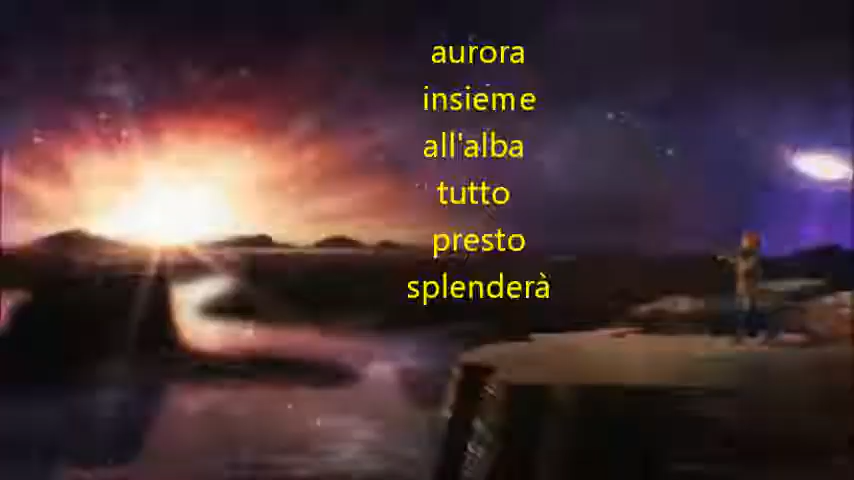 aurora
insieme
all'alba
tutto
presto
splenderà